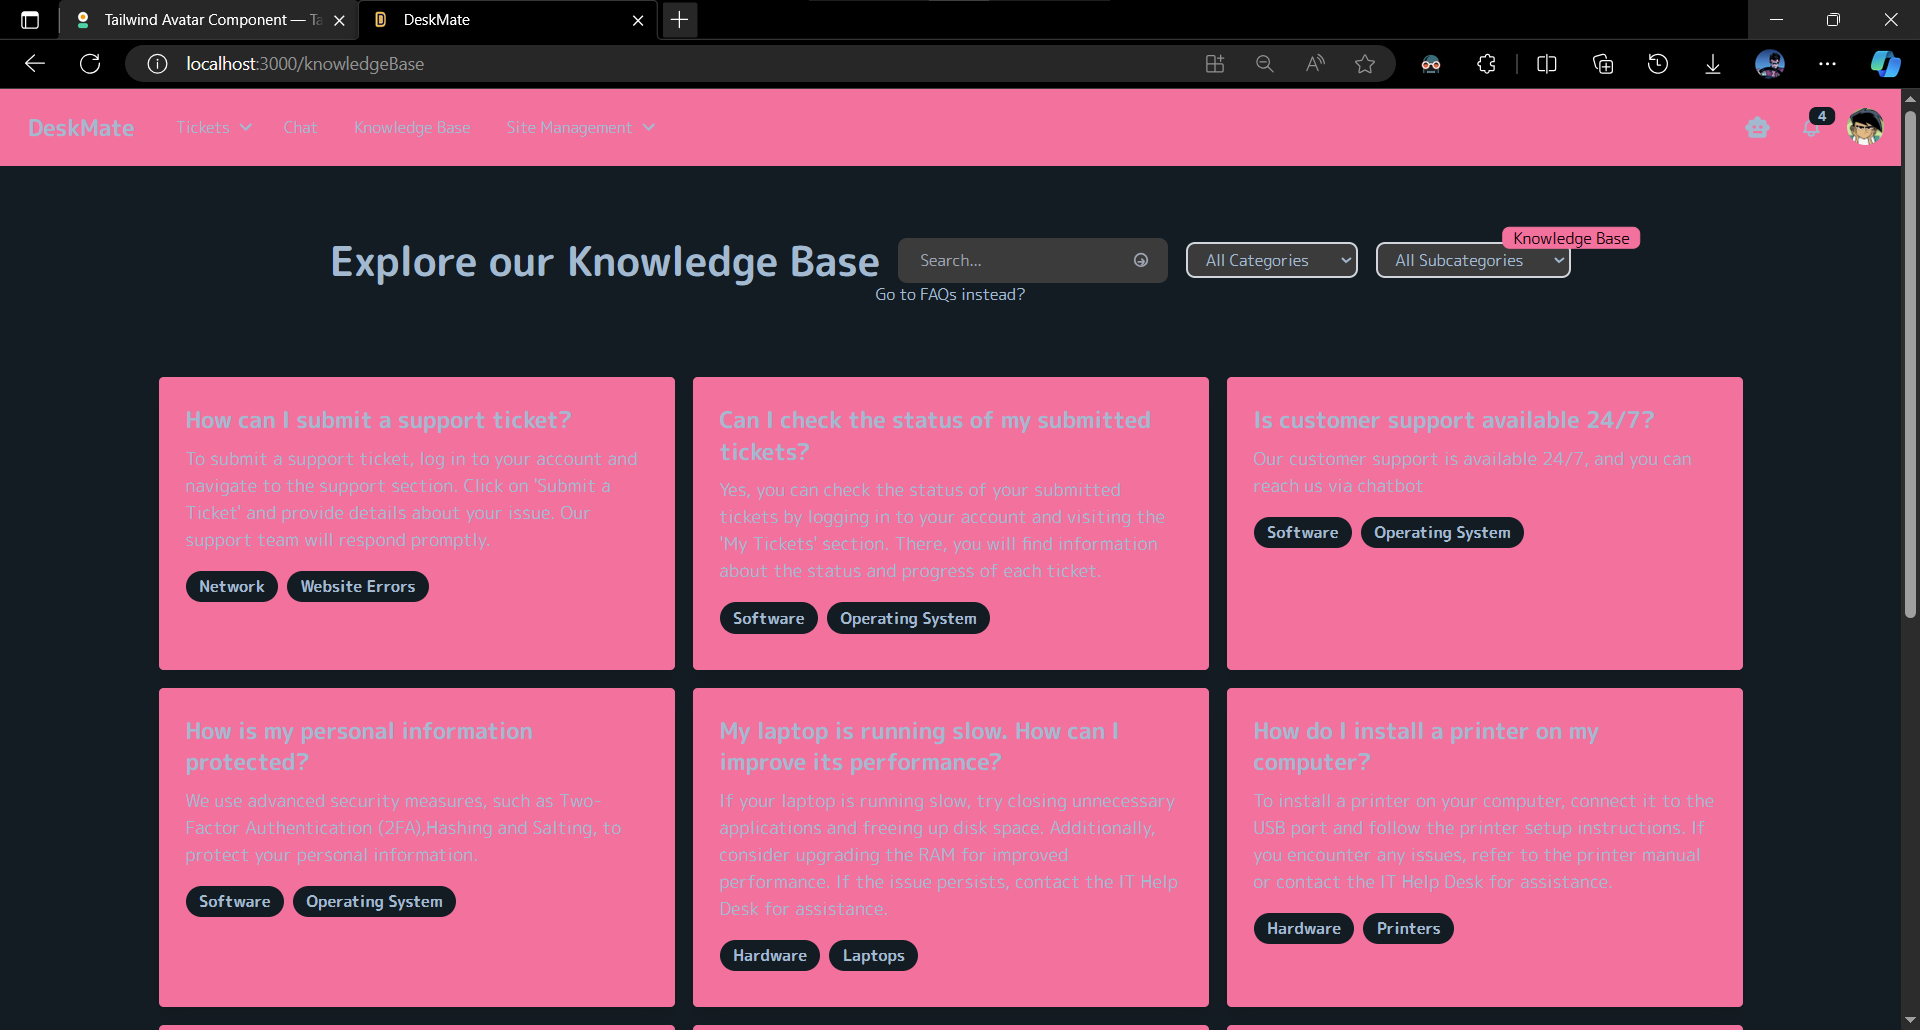 Tailwind Avatar Component — Ta
DeskMate
localhost:3000/knowledgeBase
DeskMate
Tickets
Chat
Knowledge Base
Site Management
4
Explore our Knowledge Base
Search...
All Categories
All Subcategories
Knowledge Base
Go to FAQs instead?
How can I submit a support ticket?
To submit a support ticket, log in to your account and
navigate to the support section. Click on 'Submit a
Ticket' and provide details about your issue. Our
support team will respond promptly.
Network
Website Errors
Can I check the status of my submitted
tickets?
Yes, you can check the status of your submitted
tickets by logging in to your account and visiting the
'My Tickets' section. There, you will find information
about the status and progress of each ticket.
Software
Operating System
Is customer support available 24/7?
Our customer support is available 24/7, and you can
reach us via chatbot
Software
Operating System
How is my personal information
protected?
We use advanced security measures, such as Two-
Factor Authentication (2FA),Hashing and Salting, to
protect your personal information.
Software
Operating System
My laptop is running slow. How can I
improve its performance?
If your laptop is running slow, try closing unnecessary
applications and freeing up disk space. Additionally,
consider upgrading the RAM for improved
performance. If the issue persists, contact the IT Help
Desk for assistance.
Hardware
Laptops
How do I install a printer on my
computer?
To install a printer on your computer, connect it to the
USB port and follow the printer setup instructions. If
you encounter any issues, refer to the printer manual
or contact the IT Help Desk for assistance.
Hardware
Printers